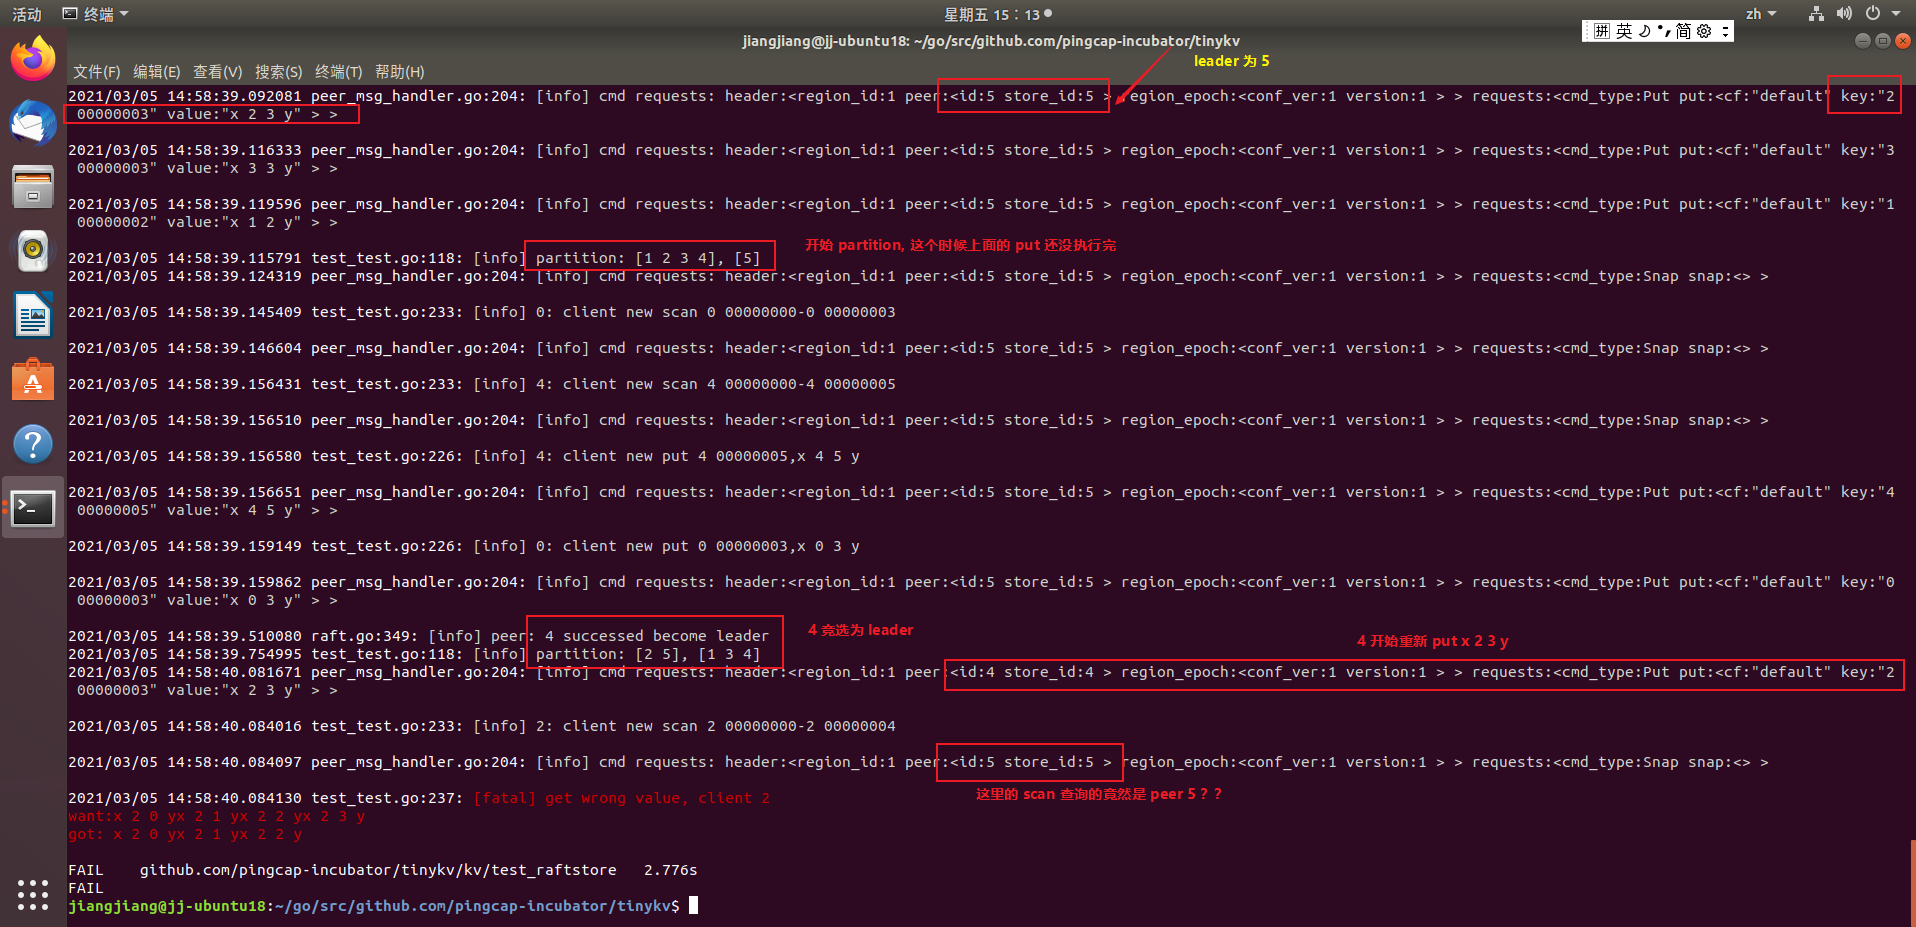 活动 终端 星期五 15：13 zh
拼 英 简
jiangjiang@jj-ubuntu18: ~/go/src/github.com/pingcap-incubator/tinykv
leader 为 5
文件(F) 编辑(E) 查看(V) 搜索(S) 终端(T) 帮助(H)
2021/03/05 14:58:39.092081 peer_msg_handler.go:204: [info] cmd requests: header:<region_id:1 peer:<id:5 store_id:5 > region_epoch:<conf_ver:1 version:1 > > requests:<cmd_type:Put put:<cf:"default" key:"2
00000003" value:"x 2 3 y" > >
2021/03/05 14:58:39.116333 peer_msg_handler.go:204: [info] cmd requests: header:<region_id:1 peer:<id:5 store_id:5 > region_epoch:<conf_ver:1 version:1 > > requests:<cmd_type:Put put:<cf:"default" key:"3
00000003" value:"x 3 3 y" > >
2021/03/05 14:58:39.119596 peer_msg_handler.go:204: [info] cmd requests: header:<region_id:1 peer:<id:5 store_id:5 > region_epoch:<conf_ver:1 version:1 > > requests:<cmd_type:Put put:<cf:"default" key:"1
00000002" value:"x 1 2 y" > >
开始 partition, 这个时候上面的 put 还没执行完
2021/03/05 14:58:39.115791 test_test.go:118: [info] partition: [1 2 3 4], [5]
2021/03/05 14:58:39.124319 peer_msg_handler.go:204: [info] cmd requests: header:<region_id:1 peer:<id:5 store_id:5 > region_epoch:<conf_ver:1 version:1 > > requests:<cmd_type:Snap snap:<> >
2021/03/05 14:58:39.145409 test_test.go:233: [info] 0: client new scan 0 00000000-0 00000003
2021/03/05 14:58:39.146604 peer_msg_handler.go:204: [info] cmd requests: header:<region_id:1 peer:<id:5 store_id:5 > region_epoch:<conf_ver:1 version:1 > > requests:<cmd_type:Snap snap:<> >
2021/03/05 14:58:39.156431 test_test.go:233: [info] 4: client new scan 4 00000000-4 00000005
2021/03/05 14:58:39.156510 peer_msg_handler.go:204: [info] cmd requests: header:<region_id:1 peer:<id:5 store_id:5 > region_epoch:<conf_ver:1 version:1 > > requests:<cmd_type:Snap snap:<> >
2021/03/05 14:58:39.156580 test_test.go:226: [info] 4: client new put 4 00000005,x 4 5 y
2021/03/05 14:58:39.156651 peer_msg_handler.go:204: [info] cmd requests: header:<region_id:1 peer:<id:5 store_id:5 > region_epoch:<conf_ver:1 version:1 > > requests:<cmd_type:Put put:<cf:"default" key:"4
00000005" value:"x 4 5 y" > >
2021/03/05 14:58:39.159149 test_test.go:226: [info] 0: client new put 0 00000003,x 0 3 y
2021/03/05 14:58:39.159862 peer_msg_handler.go:204: [info] cmd requests: header:<region_id:1 peer:<id:5 store_id:5 > region_epoch:<conf_ver:1 version:1 > > requests:<cmd_type:Put put:<cf:"default" key:"0
00000003" value:"x 0 3 y" > >
2021/03/05 14:58:39.510080 raft.go:349: [info] peer: 4 successed become leader
4 竞选为 leader
2021/03/05 14:58:39.754995 test_test.go:118: [info] partition: [2 5], [1 3 4]
4 开始重新 put x 2 3 y
2021/03/05 14:58:40.081671 peer_msg_handler.go:204: [info] cmd requests: header:<region_id:1 peer:<id:4 store_id:4 > region_epoch:<conf_ver:1 version:1 > > requests:<cmd_type:Put put:<cf:"default" key:"2
00000003" value:"x 2 3 y" > >
2021/03/05 14:58:40.084016 test_test.go:233: [info] 2: client new scan 2 00000000-2 00000004
2021/03/05 14:58:40.084097 peer_msg_handler.go:204: [info] cmd requests: header:<region_id:1 peer:<id:5 store_id:5 > region_epoch:<conf_ver:1 version:1 > > requests:<cmd_type:Snap snap:<> >
这里的 scan 查询的竟然是 peer 5？？
2021/03/05 14:58:40.084130 test_test.go:237: [fatal] get wrong value, client 2
want:x 2 0 yx 2 1 yx 2 2 yx 2 3 y
got: x 2 0 yx 2 1 yx 2 2 y
FAIL github.com/pingcap-incubator/tinykv/kv/test_raftstore 2.776s
FAIL
jiangjiang@jj-ubuntu18:~/go/src/github.com/pingcap-incubator/tinykv$